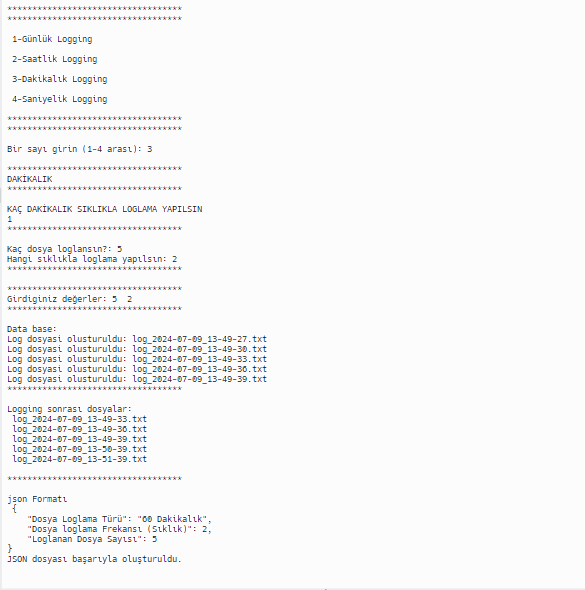 ***********************************
***********************************
1-Günlük Logging
2-Saatlik Logging
3-Dakikalık Logging
4-Saniyelik Logging
***********************************
***********************************
Bir sayı girin (1-4 arası): 3
***********************************
DAKİKALIK
***********************************
KAÇ DAKİKALIK SIKLIKLA LOGLAMA YAPILSIN
1
***********************************
Kaç dosya loglansın?: 5
Hangi sıklıkla loglama yapılsın: 2
***********************************
***********************************
Girdiginiz değerler: 5  2
***********************************
Data base:
Log dosyasi olusturuldu: log_2024-07-09_13-49-27.txt
Log dosyasi olusturuldu: log_2024-07-09_13-49-30.txt
Log dosyasi olusturuldu: log_2024-07-09_13-49-33.txt
Log dosyasi olusturuldu: log_2024-07-09_13-49-36.txt
Log dosyasi olusturuldu: log_2024-07-09_13-49-39.txt
***********************************
Logging sonrası dosyalar:
log_2024-07-09_13-49-33.txt
log_2024-07-09_13-49-36.txt
log_2024-07-09_13-49-39.txt
log_2024-07-09_13-50-39.txt
log_2024-07-09_13-51-39.txt
***********************************
json Formatı
{
"Dosya Loglama Türü": "60 Dakikalık",
"Dosya loglama Frekansı (Sıklık)": 2,
"Loglanan Dosya Sayısı": 5
}
JSON dosyası başarıyla oluşturuldu.